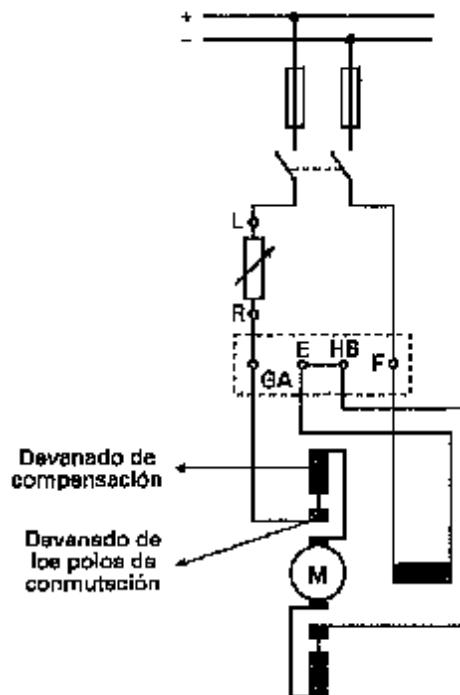 +
−
L
R
E HB F
GA
Devanado de
compensación
Devanado de
los polos de
conmutación
M